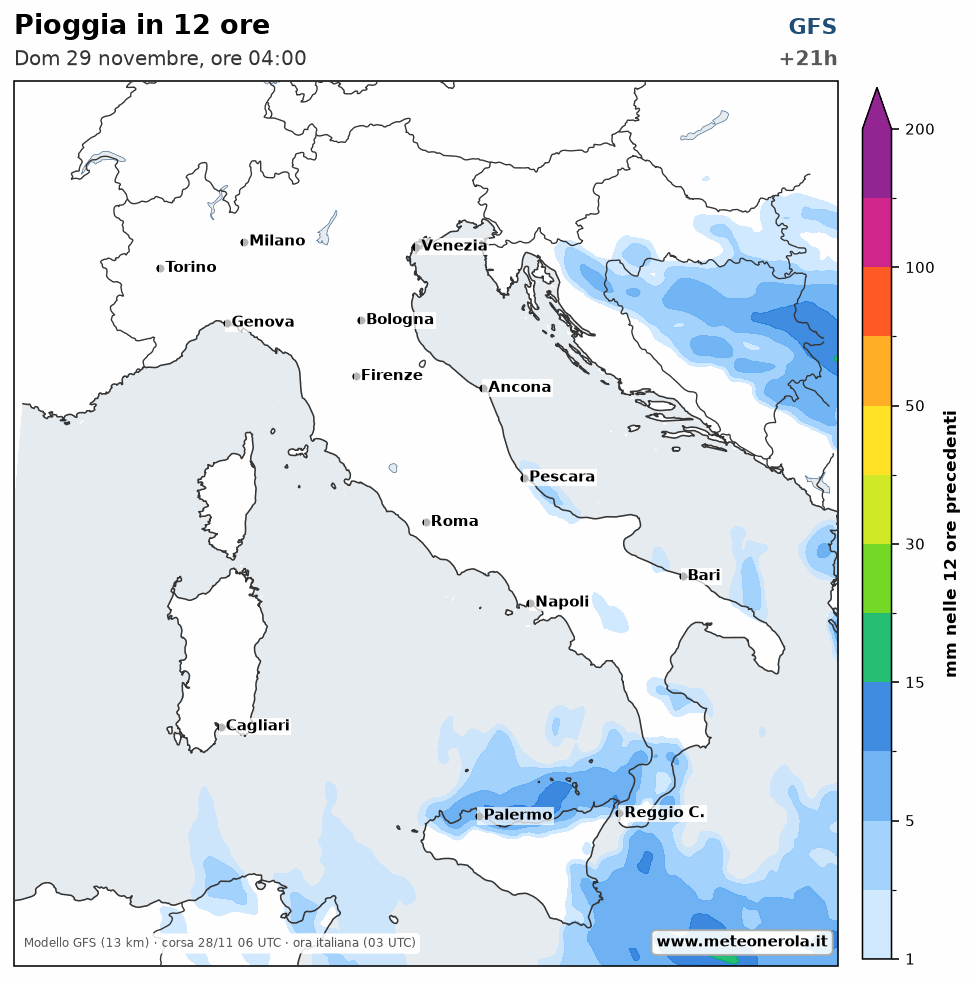 Pioggia in 12 ore
GFS
Dom 29 novembre, ore 04:00
+21h
Milano
Venezia
Torino
Genova
Bologna
Firenze
Ancona
Pescara
Roma
Bari
Napoli
Cagliari
Palermo
Reggio C.
200
100
50
30
15
5
1
mm nelle 12 ore precedenti
Modello GFS (13 km) · corsa 28/11 06 UTC · ora italiana (03 UTC)
www.meteonerola.it